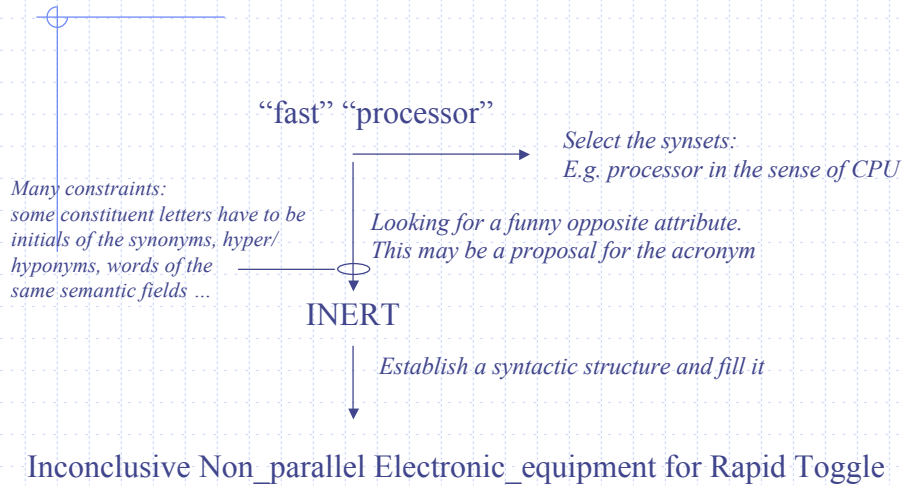 “fast” “processor”
Select the synsets:
E.g. processor in the sense of CPU
Many constraints:
some constituent letters have to be
initials of the synonyms, hyper/
hyponyms, words of the
same semantic fields …
Looking for a funny opposite attribute.
This may be a proposal for the acronym
INERT
Establish a syntactic structure and fill it
Inconclusive Non_parallel Electronic_equipment for Rapid Toggle